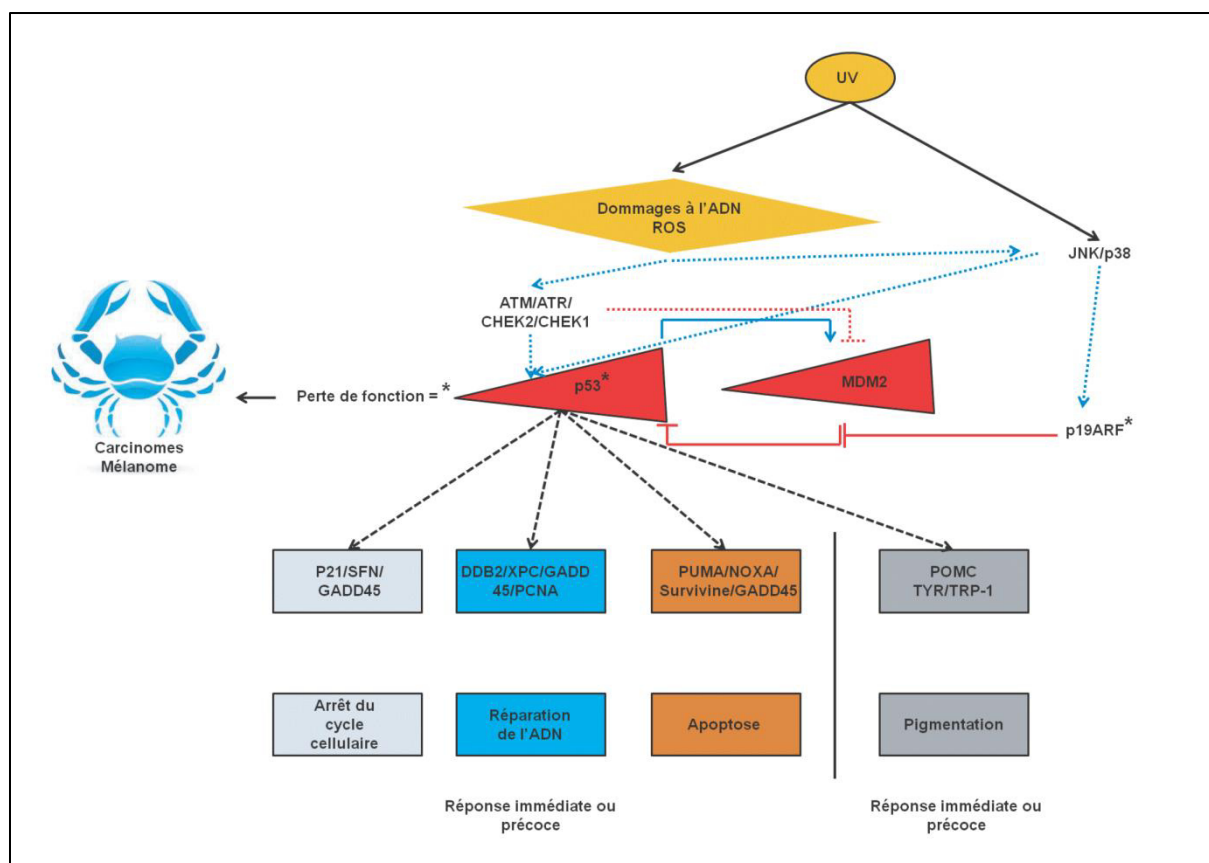 UV
Dommages à l'ADN
ROS
JNK/p38
ATM/ATR/
CHEK2/CHEK1
p53*
MDM2
Perte de fonction = *
p19ARF*
Carcinomes
Mélanome
P21/SFN/
GADD45
DDB2/XPC/GADD
45/PCNA
PUMA/NOXA/
Survivine/GADD45
POMC
TYR/TRP-1
Arrêt du
cycle
cellulaire
Réparation
de l'ADN
Apoptose
Pigmentation
Réponse immédiate ou
précoce
Réponse immédiate ou
précoce